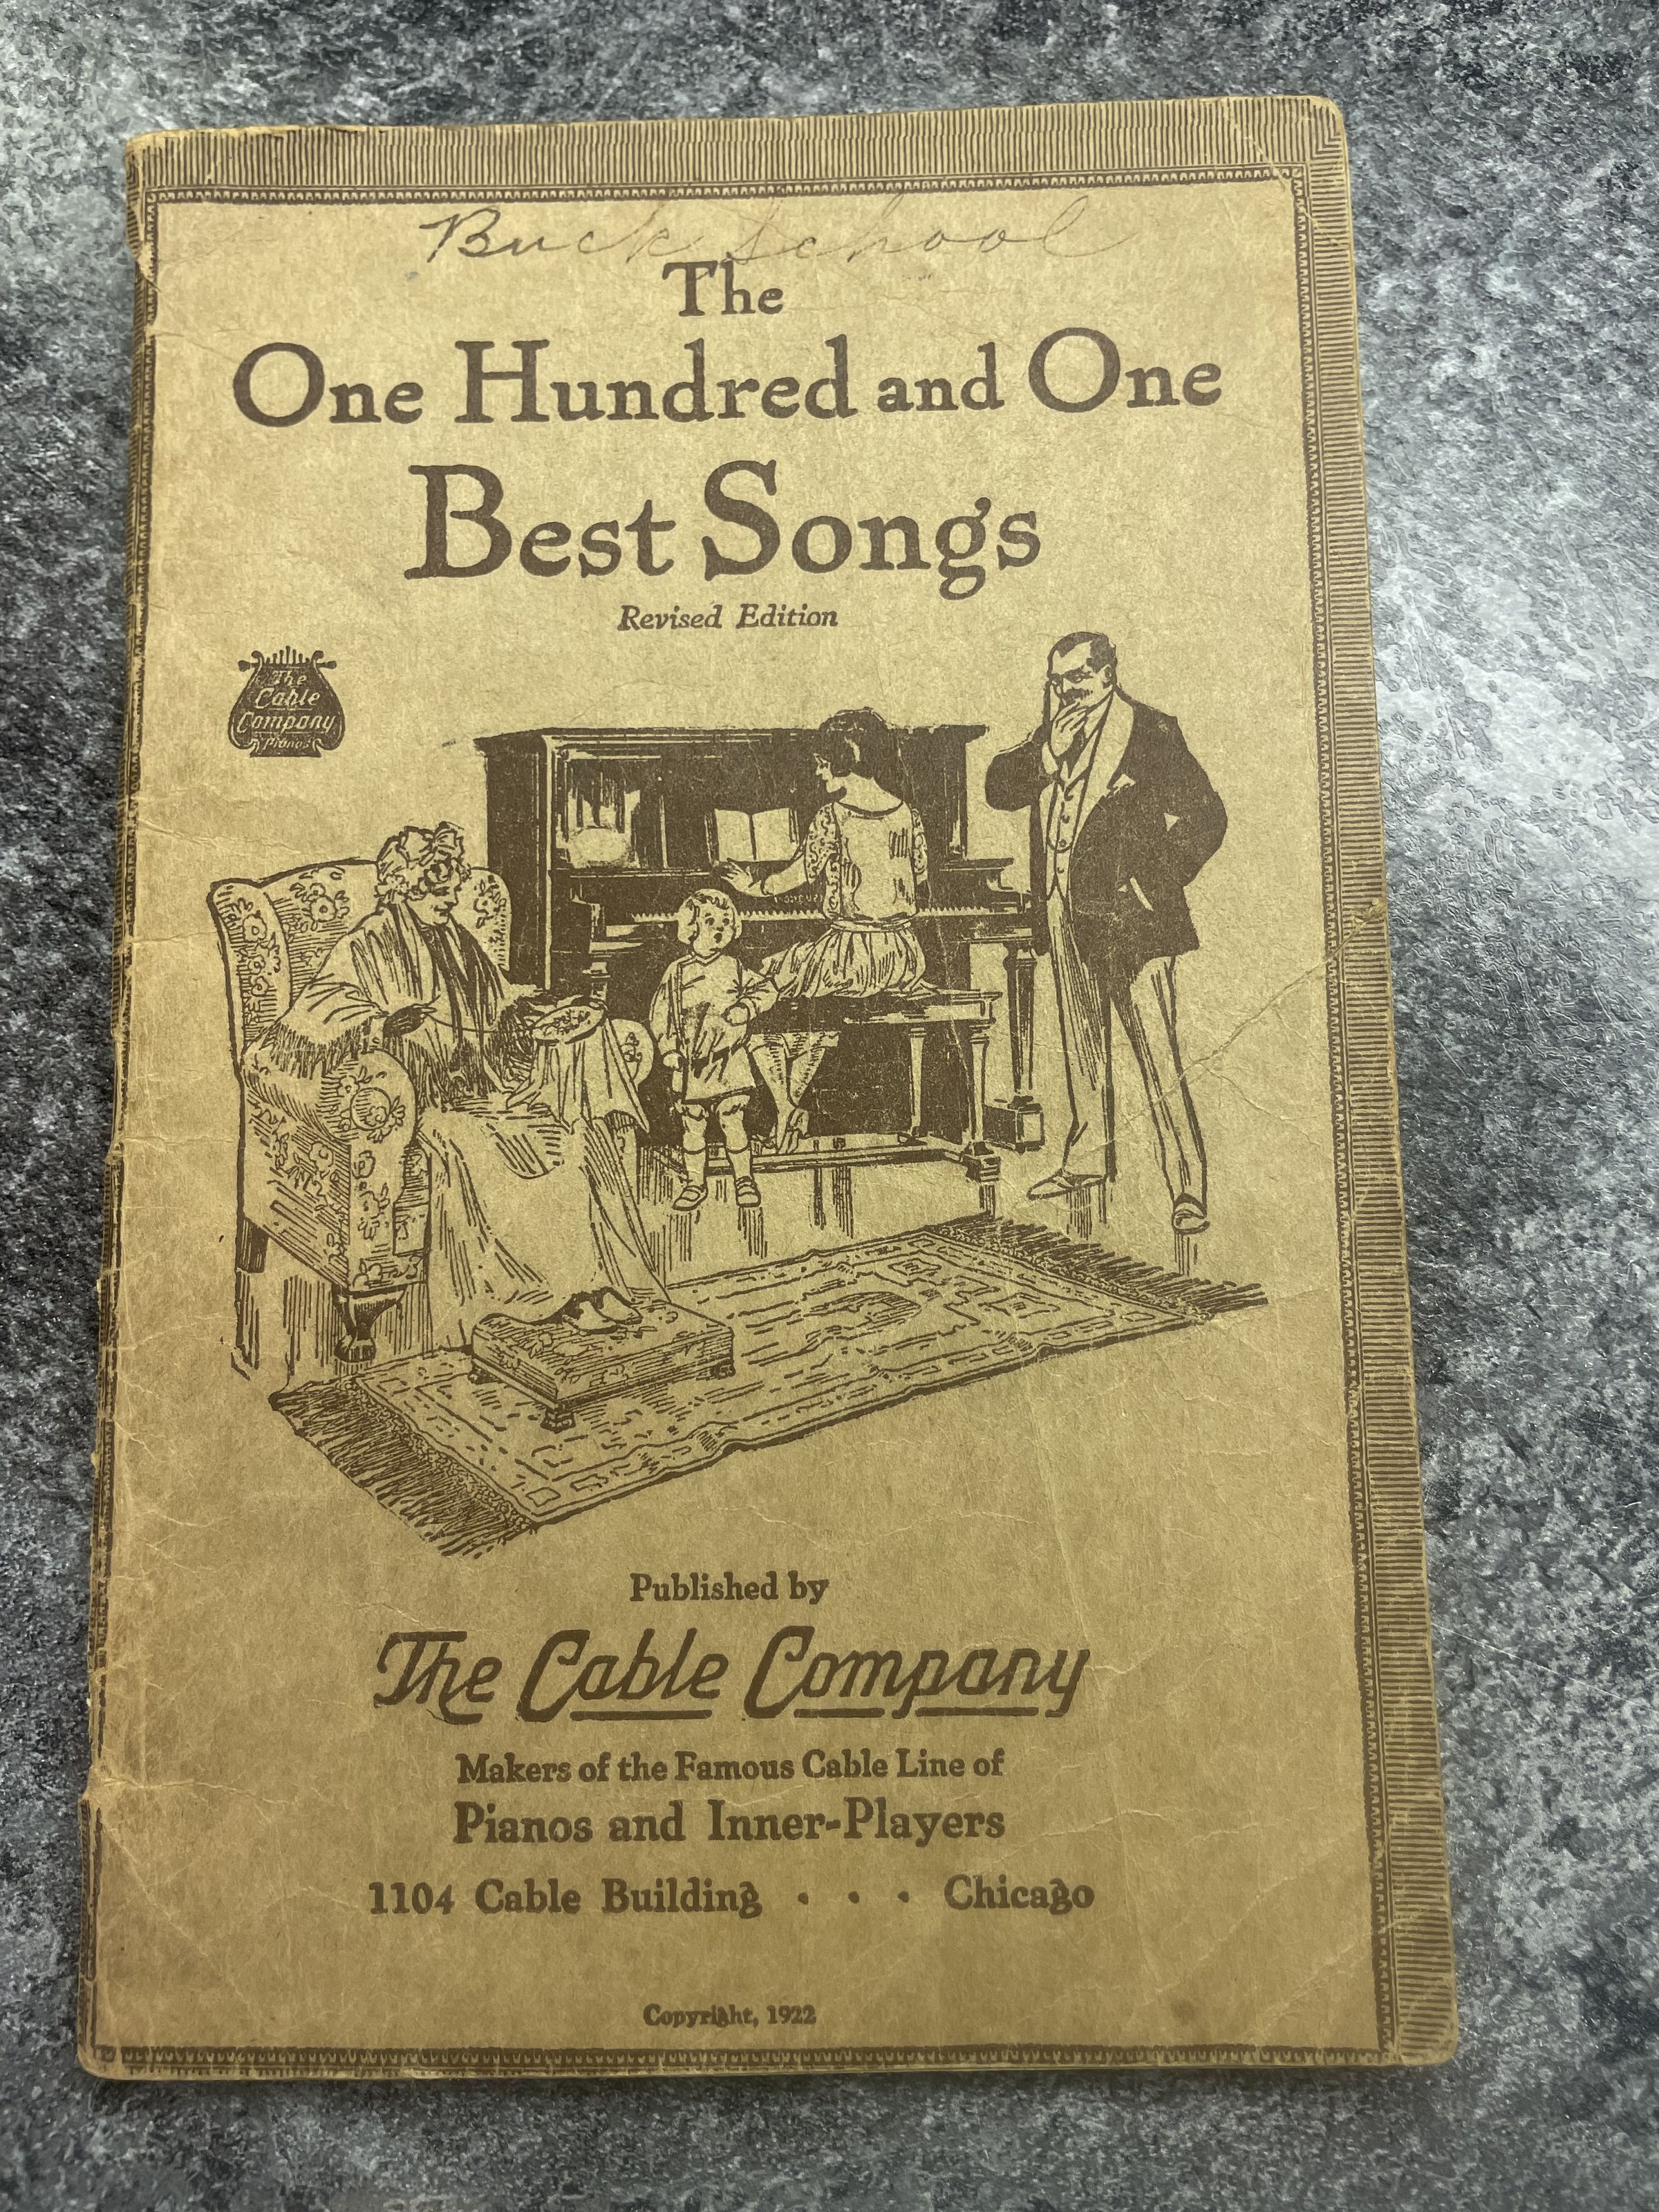 Buck School
The
One Hundred and One
Best Songs
Revised Edition
The
Cable
Company
Pianos
Published by
The Cable Company
Makers of the Famous Cable Line of
Pianos and Inner-Players
1104 Cable Building . . . Chicago
Copyright, 1922